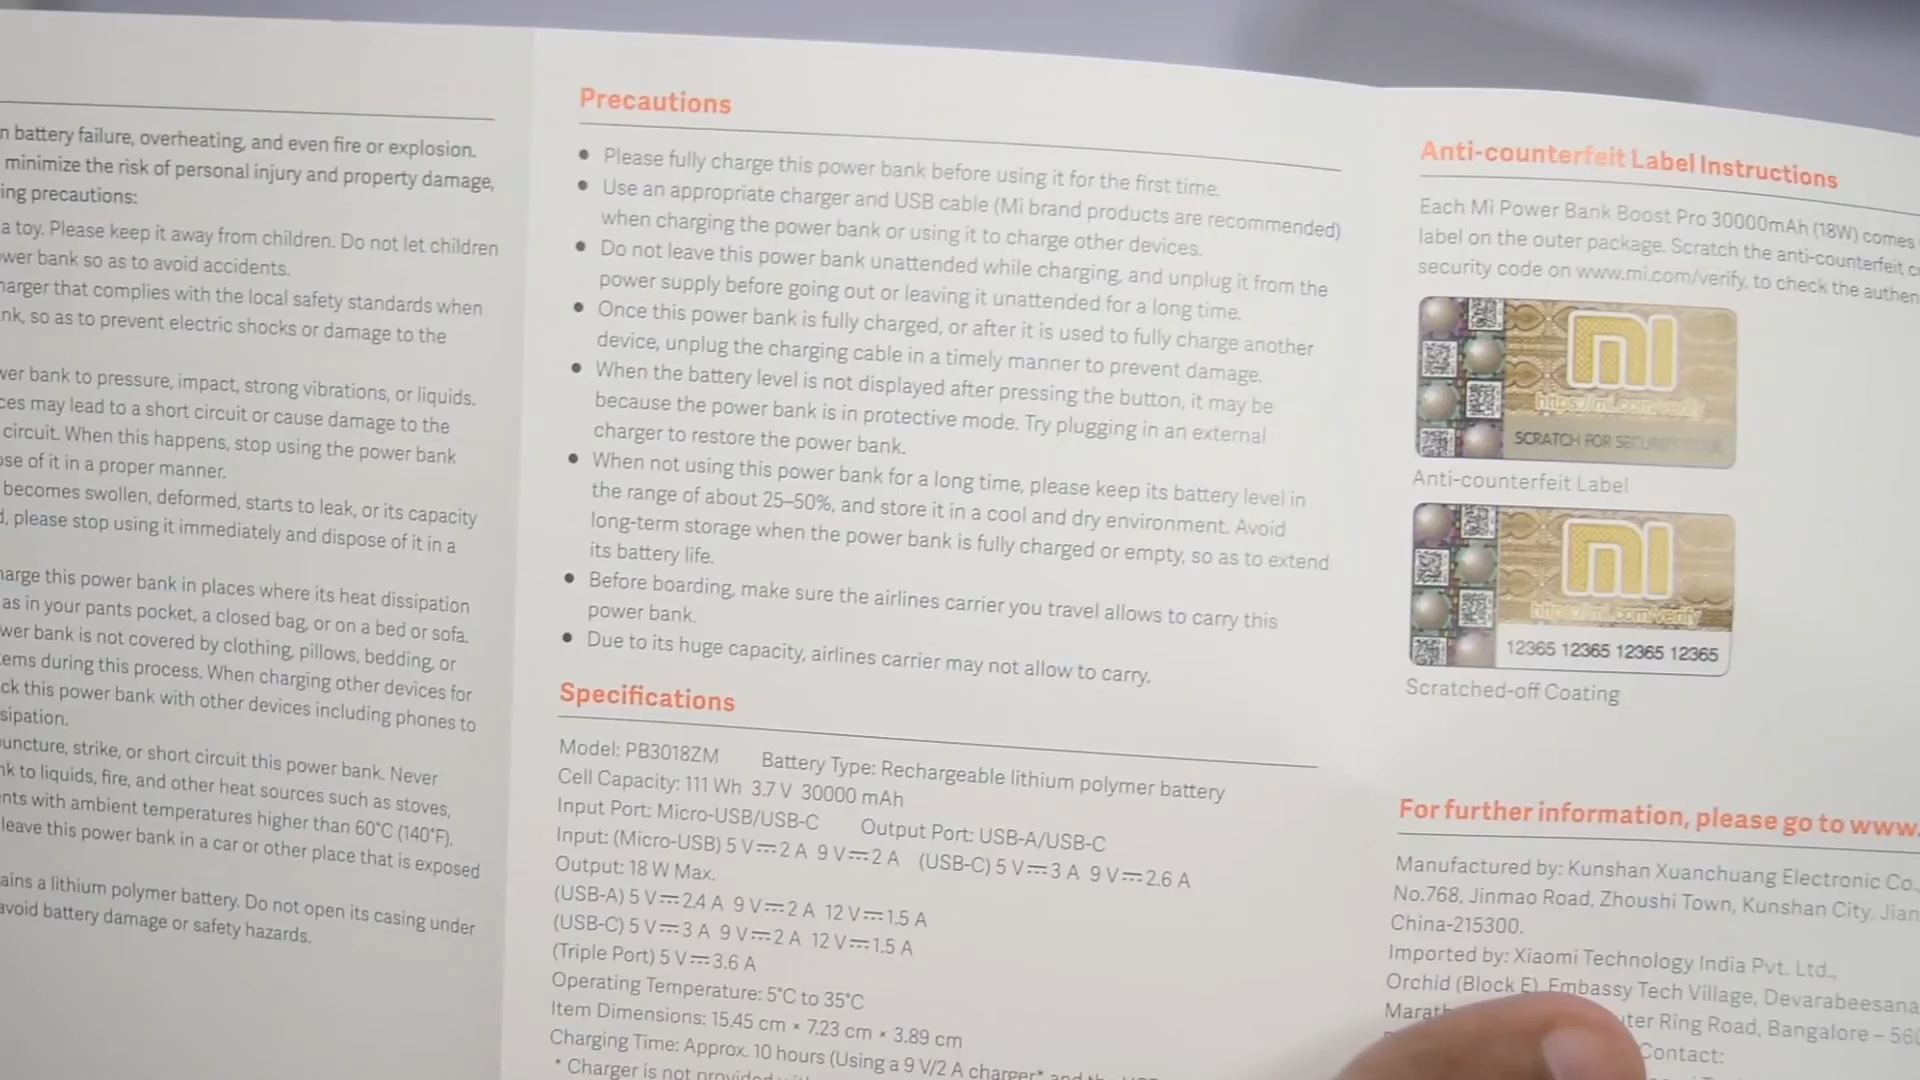 n battery failure, overheating, and even fire or explosion.
minimize the risk of personal injury and property damage,
ing precautions:
a toy. Please keep it away from children. Do not let children
wer bank so as to avoid accidents.
harger that complies with the local safety standards when
nk, so as to prevent electric shocks or damage to the
wer bank to pressure, impact, strong vibrations, or liquids.
ces may lead to a short circuit or cause damage to the
circuit. When this happens, stop using the power bank
ose of it in a proper manner.
becomes swollen, deformed, starts to leak, or its capacity
d, please stop using it immediately and dispose of it in a
harge this power bank in places where its heat dissipation
as in your pants pocket, a closed bag, or on a bed or sofa.
wer bank is not covered by clothing, pillows, bedding, or
ems during this process. When charging other devices for
ck this power bank with other devices including phones to
sipation.
uncture, strike, or short circuit this power bank. Never
nk to liquids, fire, and other heat sources such as stoves,
nts with ambient temperatures higher than 60°C (140°F).
leave this power bank in a car or other place that is exposed
ains a lithium polymer battery. Do not open its casing under
avoid battery damage or safety hazards.
Precautions
● Please fully charge this power bank before using it for the first time.
● Use an appropriate charger and USB cable (Mi brand products are recommended)
when charging the power bank or using it to charge other devices.
● Do not leave this power bank unattended while charging, and unplug it from the
power supply before going out or leaving it unattended for a long time.
● Once this power bank is fully charged, or after it is used to fully charge another
device, unplug the charging cable in a timely manner to prevent damage.
● When the battery level is not displayed after pressing the button, it may be
because the power bank is in protective mode. Try plugging in an external
charger to restore the power bank.
● When not using this power bank for a long time, please keep its battery level in
the range of about 25–50%, and store it in a cool and dry environment. Avoid
long-term storage when the power bank is fully charged or empty, so as to extend
its battery life.
● Before boarding, make sure the airlines carrier you travel allows to carry this
power bank.
● Due to its huge capacity, airlines carrier may not allow to carry.
Specifications
Model: PB3018ZM Battery Type: Rechargeable lithium polymer battery
Cell Capacity: 111 Wh 3.7 V 30000 mAh
Input Port: Micro-USB/USB-C Output Port: USB-A/USB-C
Input: (Micro-USB) 5 V⎓2 A 9 V⎓2 A (USB-C) 5 V⎓3 A 9 V⎓2.6 A
Output: 18 W Max.
(USB-A) 5 V⎓2.4 A 9 V⎓2 A 12 V⎓1.5 A
(USB-C) 5 V⎓3 A 9 V⎓2 A 12 V⎓1.5 A
(Triple Port) 5 V⎓3.6 A
Operating Temperature: 5°C to 35°C
Item Dimensions: 15.45 cm × 7.23 cm × 3.89 cm
Charging Time: Approx. 10 hours (Using a 9 V/2 A charger* and
* Charger is not provided
Anti-counterfeit Label Instructions
Each Mi Power Bank Boost Pro 30000mAh (18W) comes
label on the outer package. Scratch the anti-counterfeit c
security code on www.mi.com/verify, to check the authen
mi
https://mi.com/verify
SCRATCH FOR SECURITY CODE
Anti-counterfeit Label
mi
https://mi.com/verify
12365 12365 12365 12365
Scratched-off Coating
For further information, please go to www.
Manufactured by: Kunshan Xuanchuang Electronic Co.,
No.768, Jinmao Road, Zhoushi Town, Kunshan City, Jian
China-215300.
Imported by: Xiaomi Technology India Pvt. Ltd.,
Orchid (Block E), Embassy Tech Village, Devarabeesana
Marath uter Ring Road, Bangalore – 560
Contact: